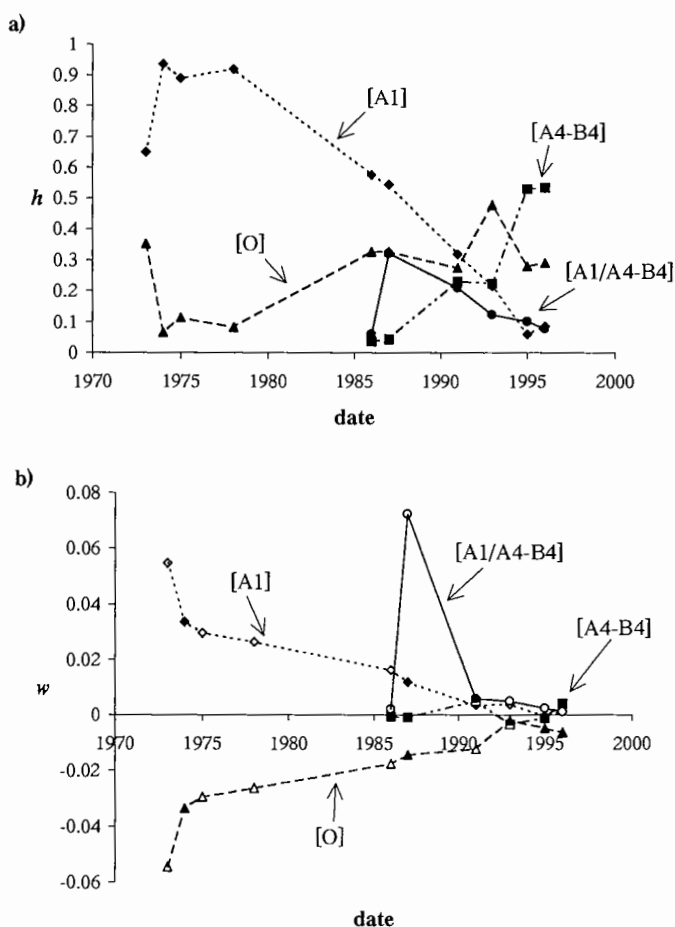 a)
1
0.9
0.8
0.7
0.6
0.5
0.4
0.3
0.2
0.1
0
h
[A1]
[A4-B4]
[O]
[A1/A4-B4]
1970 1975 1980 1985 1990 1995 2000
date
b)
0.08
0.06
0.04
0.02
0
-0.02
-0.04
-0.06
w
[A1/A4-B4]
[A1]
[A4-B4]
1970 1975 1980 1985 1990 1995 2000
[O]
date